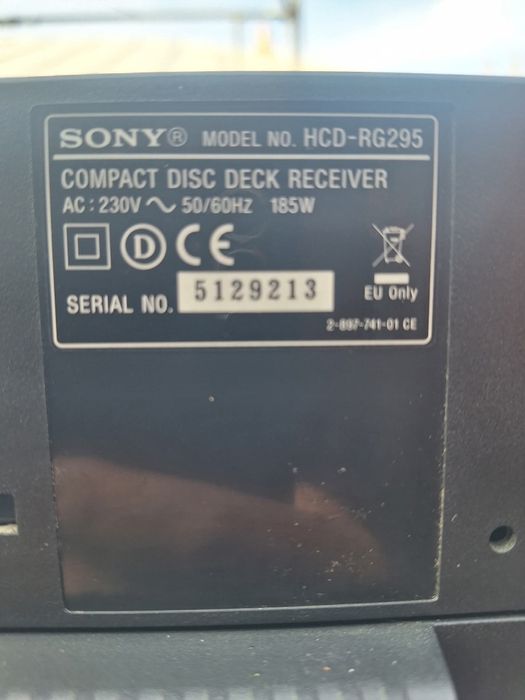 SONY® MODEL NO. HCD-RG295
COMPACT DISC DECK RECEIVER
AC: 230V ~ 50/60HZ 185W
D CE
SERIAL NO. 5129213
EU Only
2-897-741-01 CE